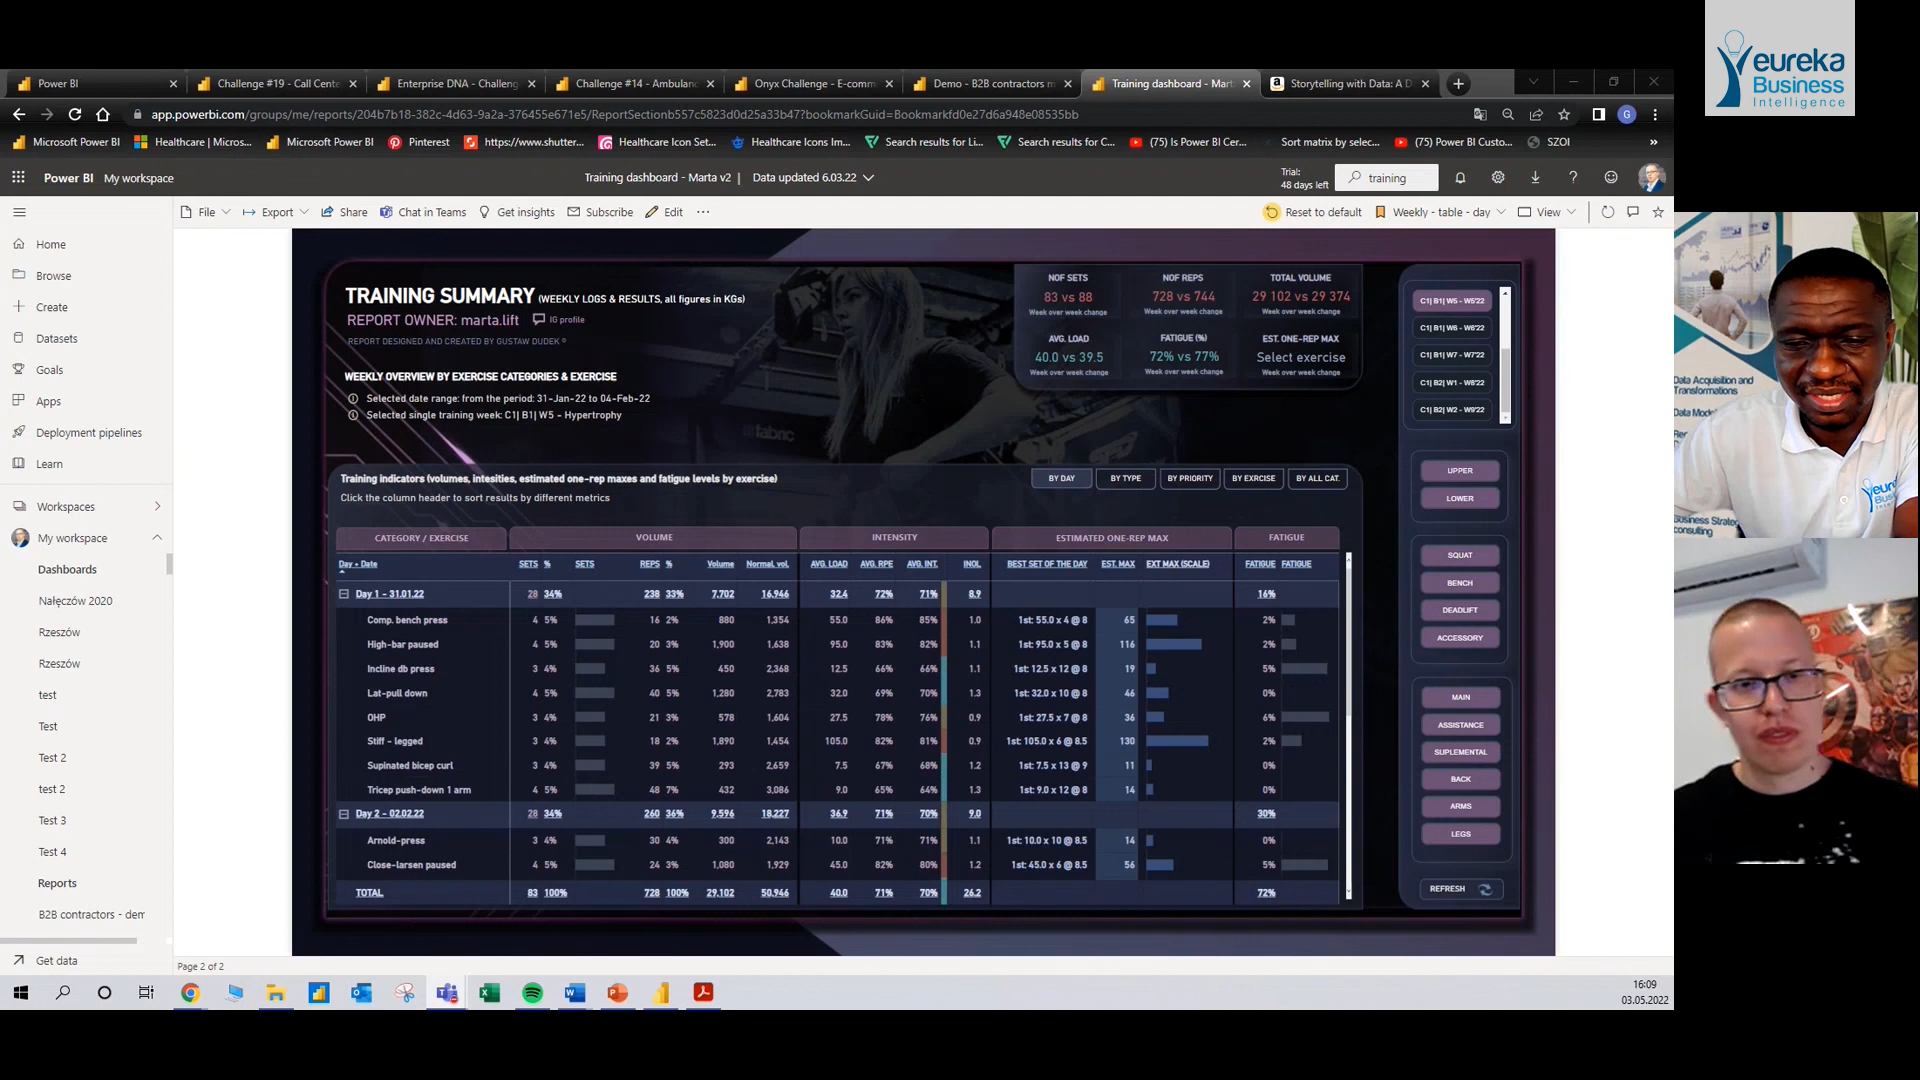 eureka
Business
Intelligence
Power BI
Challenge #19 - Call Cente
Enterprise DNA - Challeng
Challenge #14 - Ambulanc
Onyx Challenge - E-comm
Demo - B2B contractors m
Training dashboard - Mart
Storytelling with Data: A D
app.powerbi.com/groups/me/reports/204b7b18-382c-4d63-9a2a-376455e671e5/ReportSectionb557c5823d0d25a33b47?bookmarkGuid=Bookmarkfd0e27d6a948e08535bb
Microsoft Power BI
Healthcare | Micros...
Microsoft Power BI
Pinterest
https://www.shutter...
Healthcare Icon Set...
Healthcare Icons Im...
Search results for Li...
Search results for C...
(75) Is Power BI Cer...
Sort matrix by selec...
(75) Power BI Custo...
SZOI
Power BI My workspace
Training dashboard - Marta v2 | Data updated 6.03.22
Trial:
48 days left
training
File
Export
Share
Chat in Teams
Get insights
Subscribe
Edit
Reset to default
Weekly - table - day
View
Home
Browse
Create
Datasets
Goals
Apps
Deployment pipelines
Learn
Workspaces
My workspace
Dashboards
Nałęczów 2020
Rzeszów
Rzeszów
test
Test
Test 2
test 2
Test 3
Test 4
Reports
B2B contractors - dem
Get data
TRAINING SUMMARY (WEEKLY LOGS & RESULTS, all figures in KGs)
REPORT OWNER: marta.lift IG profile
REPORT DESIGNED AND CREATED BY GUSTAW DUDEK ®
WEEKLY OVERVIEW BY EXERCISE CATEGORIES & EXERCISE
Selected date range: from the period: 31-Jan-22 to 04-Feb-22
Selected single training week: C1| B1| W5 - Hypertrophy
NOF SETS NOF REPS TOTAL VOLUME
83 vs 88 728 vs 744 29 102 vs 29 374
Week over week change Week over week change Week over week change
AVG. LOAD FATIGUE (%) EST. ONE-REP MAX
40.0 vs 39.5 72% vs 77% Select exercise
Week over week change Week over week change Week over week change
Training indicators (volumes, intesities, estimated one-rep maxes and fatigue levels by exercise)
Click the column header to sort results by different metrics
BY DAY BY TYPE BY PRIORITY BY EXRCISE BY ALL CAT.
CATEGORY / EXERCISE VOLUME INTENSITY ESTIMATED ONE-REP MAX FATIGUE
Day + Date SETS % SETS REPS % Volume Normal. vol. AVG. LOAD AVG. RPE AVG. INT. INOL BEST SET OF THE DAY EST. MAX EXT MAX (SCALE) FATIGUE FATIGUE
Day 1 - 31.01.22 28 34% 238 33% 7,702 16,946 32.4 72% 71% 8.9 16%
Comp. bench press 4 5% 16 2% 880 1,354 55.0 86% 85% 1.0 1st: 55.0 x 4 @ 8 65 2%
High-bar paused 4 5% 20 3% 1,900 1,638 95.0 83% 82% 1.1 1st: 95.0 x 5 @ 8 116 2%
Incline db press 3 4% 36 5% 450 2,368 12.5 66% 66% 1.1 1st: 12.5 x 12 @ 8 19 5%
Lat-pull down 4 5% 40 5% 1,280 2,783 32.0 69% 70% 1.3 1st: 32.0 x 10 @ 8 46 0%
OHP 3 4% 21 3% 578 1,604 27.5 78% 76% 0.9 1st: 27.5 x 7 @ 8 36 6%
Stiff - legged 3 4% 18 2% 1,890 1,454 105.0 82% 81% 0.9 1st: 105.0 x 6 @ 8.5 130 2%
Supinated bicep curl 3 4% 39 5% 293 2,659 7.5 67% 68% 1.2 1st: 7.5 x 13 @ 9 11 0%
Tricep push-down 1 arm 4 5% 48 7% 432 3,086 9.0 65% 64% 1.3 1st: 9.0 x 12 @ 8 14 0%
Day 2 - 02.02.22 28 34% 260 36% 9,596 18,227 36.9 71% 70% 9.0 30%
Arnold-press 3 4% 30 4% 300 2,143 10.0 71% 71% 1.1 1st: 10.0 x 10 @ 8.5 14 0%
Close-larsen paused 4 5% 24 3% 1,080 1,929 45.0 82% 80% 1.2 1st: 45.0 x 6 @ 8.5 56 5%
TOTAL 83 100% 728 100% 29,102 50,946 40.0 71% 70% 26.2 72%
C1| B1| W5 - W5'22
C1| B1| W6 - W6'22
C1| B1| W7 - W7'22
C1| B2| W1 - W8'22
C1| B2| W2 - W9'22
UPPER
LOWER
SQUAT
BENCH
DEADLIFT
ACCESSORY
MAIN
ASSISTANCE
SUPLEMENTAL
BACK
ARMS
LEGS
REFRESH
Page 2 of 2
16:09
03.05.2022
Data Acquisition and
Transformations
Business Strate
consulting